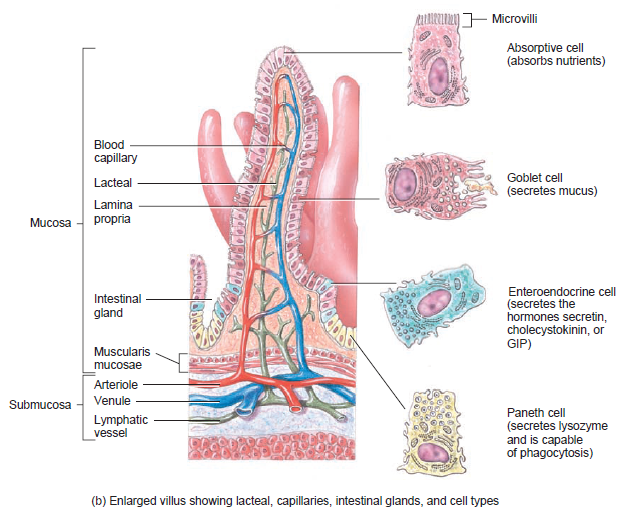 Microvilli
Absorptive cell
(absorbs nutrients)
Blood
capillary
Lacteal
Lamina
propria
Mucosa
Goblet cell
(secretes mucus)
Intestinal
gland
Enteroendocrine cell
(secretes the
hormones secretin,
cholecystokinin, or
GIP)
Muscularis
mucosae
Arteriole
Submucosa
Venule
Lymphatic
vessel
Paneth cell
(secretes lysozyme
and is capable
of phagocytosis)
(b) Enlarged villus showing lacteal, capillaries, intestinal glands, and cell types